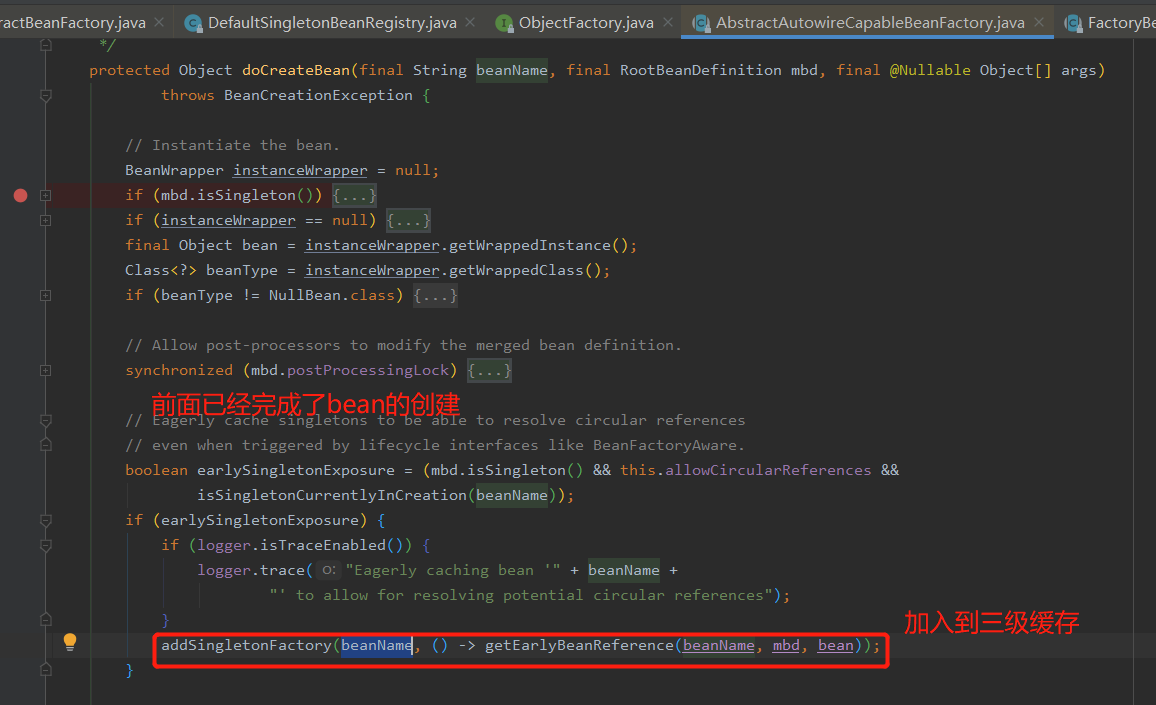 ractBeanFactory.java × DefaultSingletonBeanRegistry.java × ObjectFactory.java × AbstractAutowireCapableBeanFactory.java × FactoryBe
*/
protected Object doCreateBean(final String beanName, final RootBeanDefinition mbd, final @Nullable Object[] args)
throws BeanCreationException {
// Instantiate the bean.
BeanWrapper instanceWrapper = null;
if (mbd.isSingleton()) {...}
if (instanceWrapper == null) {...}
final Object bean = instanceWrapper.getWrappedInstance();
Class<?> beanType = instanceWrapper.getWrappedClass();
if (beanType != NullBean.class) {...}
// Allow post-processors to modify the merged bean definition.
synchronized (mbd.postProcessingLock) {...}
前面已经完成了bean的创建
// Eagerly cache singletons to be able to resolve circular references
// even when triggered by lifecycle interfaces like BeanFactoryAware.
boolean earlySingletonExposure = (mbd.isSingleton() && this.allowCircularReferences &&
isSingletonCurrentlyInCreation(beanName));
if (earlySingletonExposure) {
if (logger.isTraceEnabled()) {
logger.trace( o: "Eagerly caching bean '" + beanName +
"' to allow for resolving potential circular references");
}
加入到三级缓存
addSingletonFactory(beanName, () -> getEarlyBeanReference(beanName, mbd, bean));
}